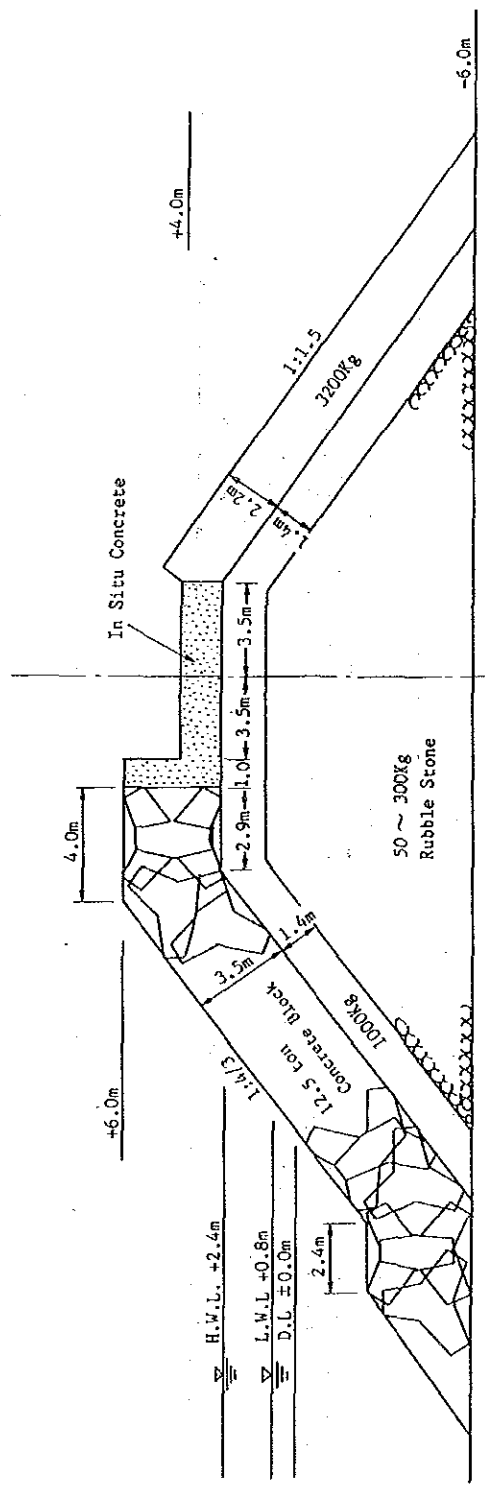 +6.0m
4.0m
In Situ Concrete
+4.0m
H.W.L. +2.4m
L.W.L +0.8m
D.L ±0.0m
1:4/3
3.5m
12.5 ton
Concrete Block
1.4m
1000Kg
2.4m
2.9m
1.0
3.5m
3.5m
1:1.5
2.2m
3200Kg
1.4m
50 ~ 300Kg
Rubble Stone
-6.0m